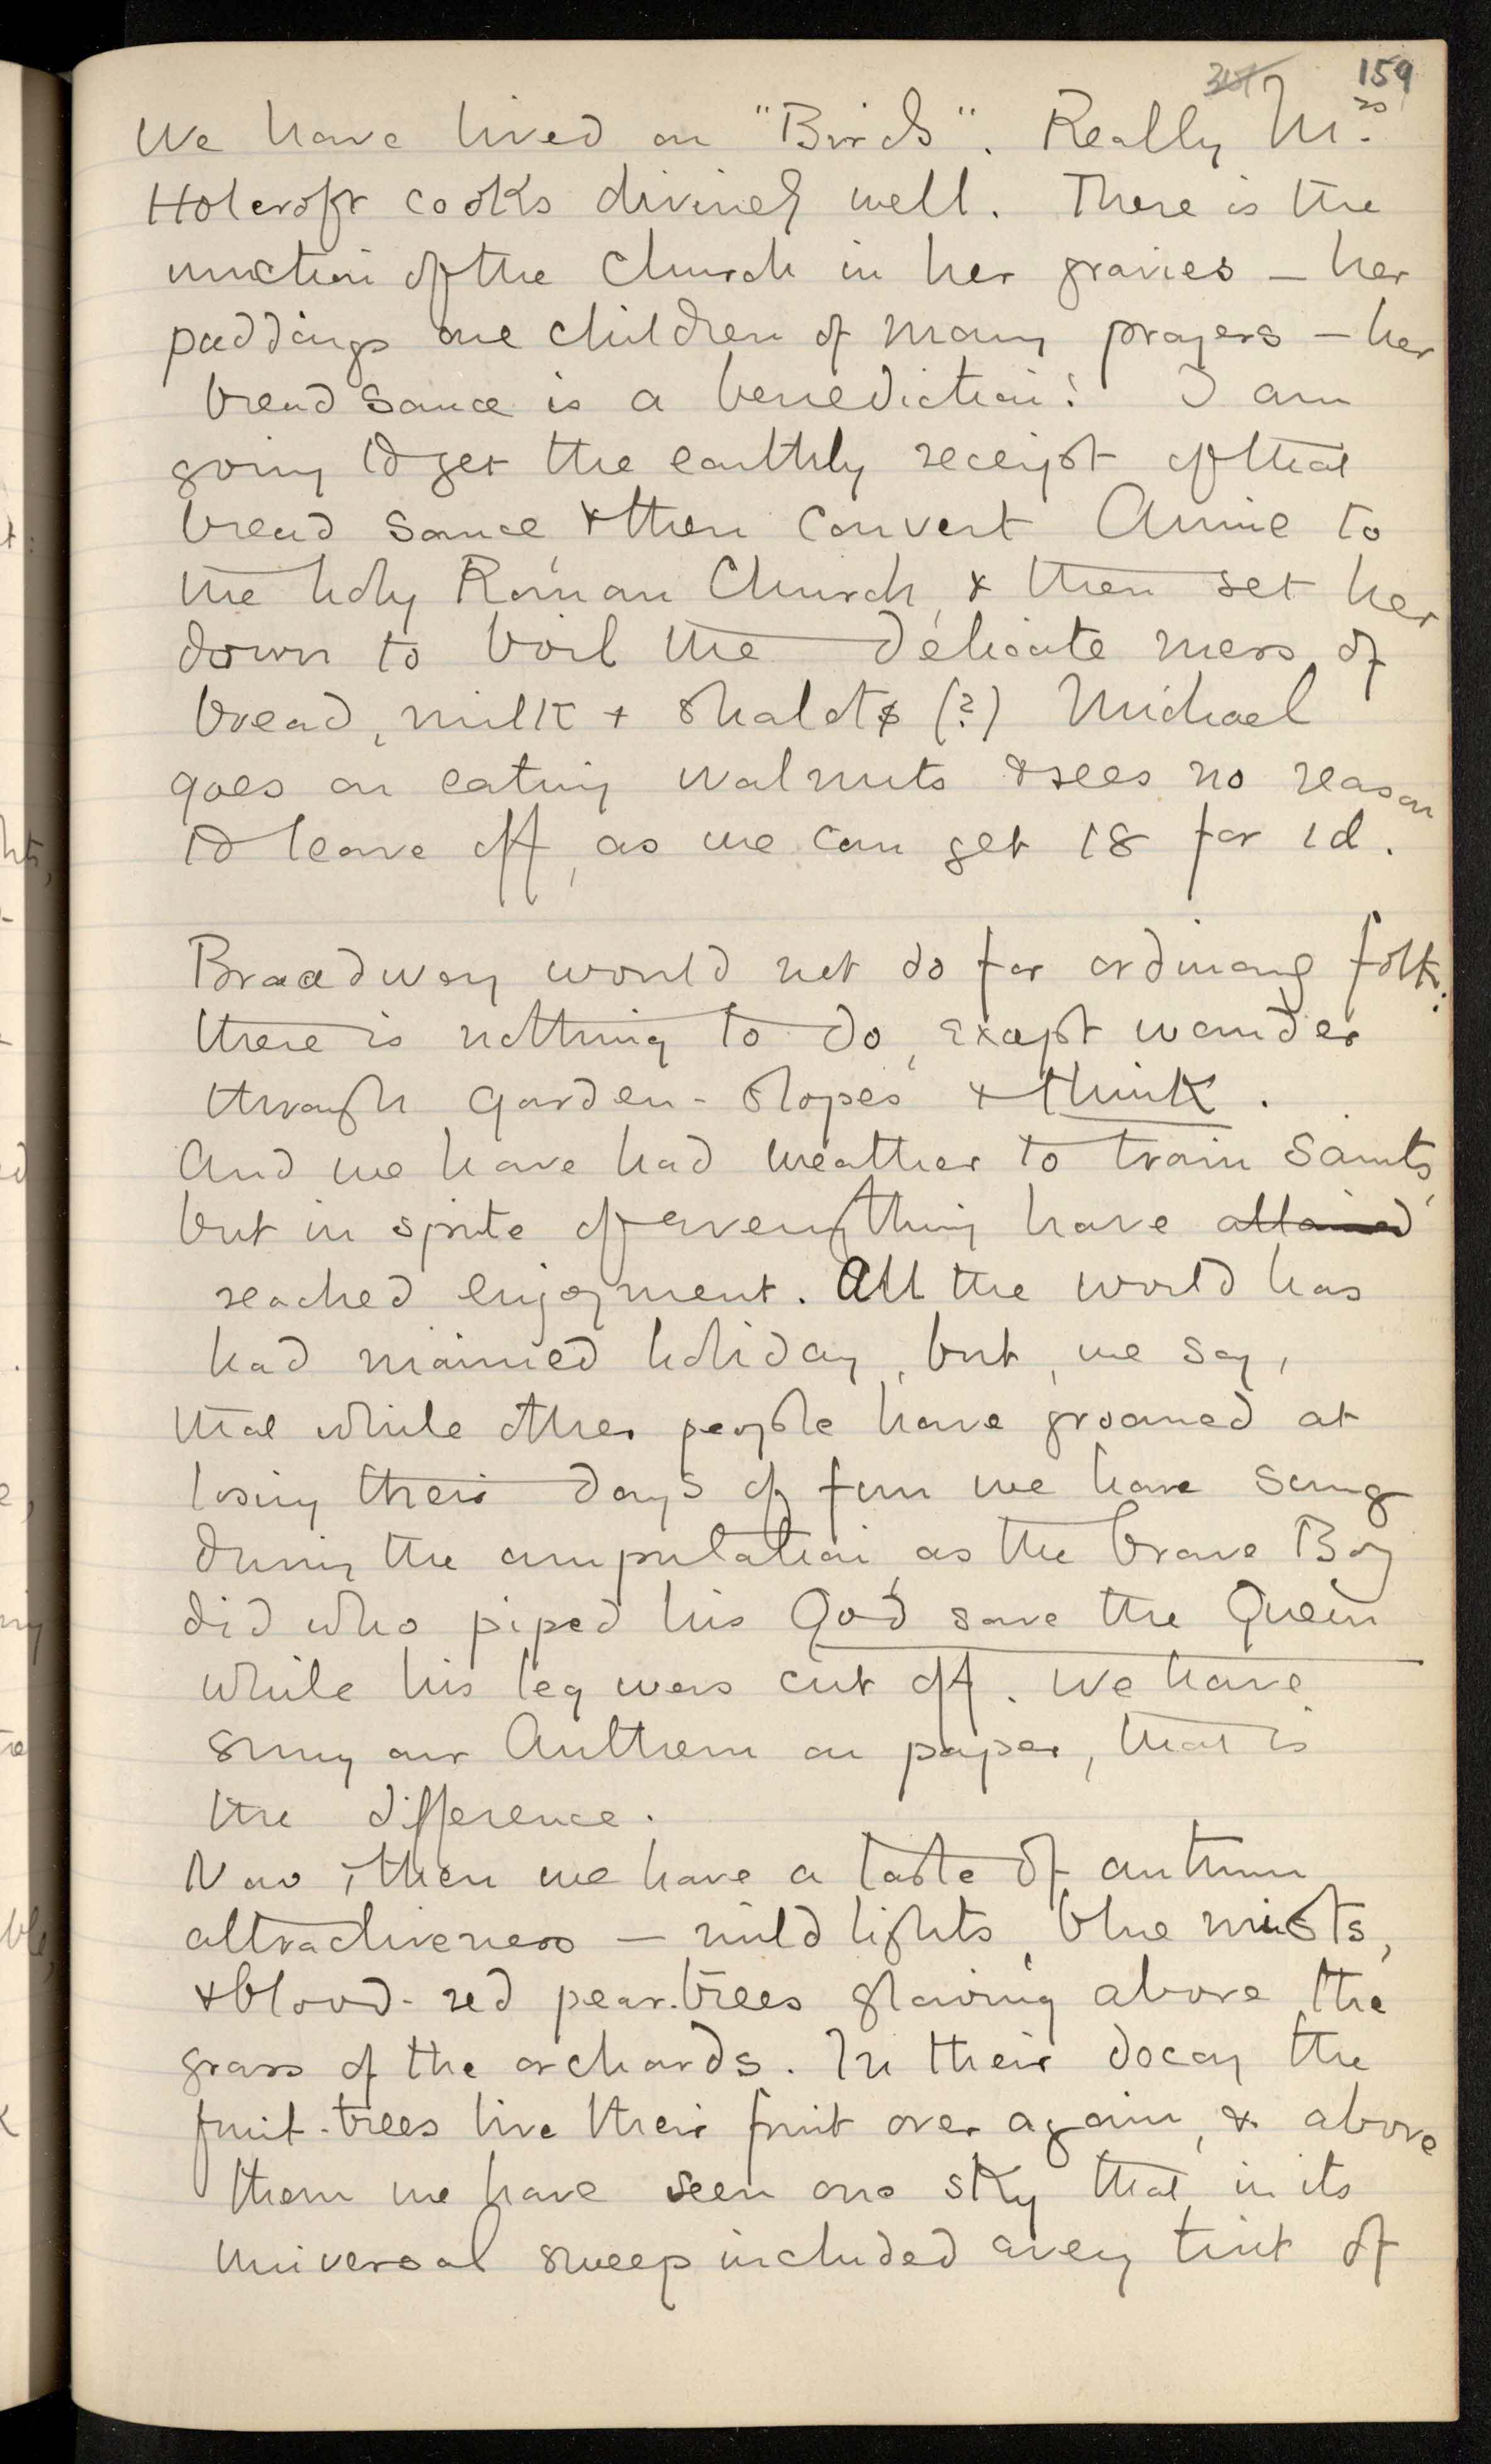 159
We have lived on "Birds". Really Mrs
Holcroft cooks divinely well. There is the
unction of the Church in her gravies – her
puddings are children of many prayers – her
bread sauce is a benediction! I am
going to get the earthly receipt of that
bread sauce, & then convert Annie to
the holy Roman Church, & then set her
down to boil the delicate mess of
bread, milk + shalots (?) Michael
goes on eating walnuts & sees no reason
to leave off, as we can get 18 for 1d.
Broadway would not do for ordinary folk:
there is nothing to do, except wander
through garden-slopes & think.
And we have had weather to train Saints,
but in spite of everything have attained
reached enjoyment. All the world has
had maimed holiday, but, we say,
that while other people have groaned at
losing their days of fun we have sung
during the amputation, as the brave Boy
did who piped his God save the Queen
while his leg was cut off. We have
sung our Anthem on paper, that is
the difference.
Now & then we have a taste of autumn
attractiveness – mild lights, blue mists,
& blood-red pear-trees glowing above the
grass of the orchards. In their decay the
fruit-trees live their fruit over again, & above
them we have seen one sky that in its
universal sweep included every tint of